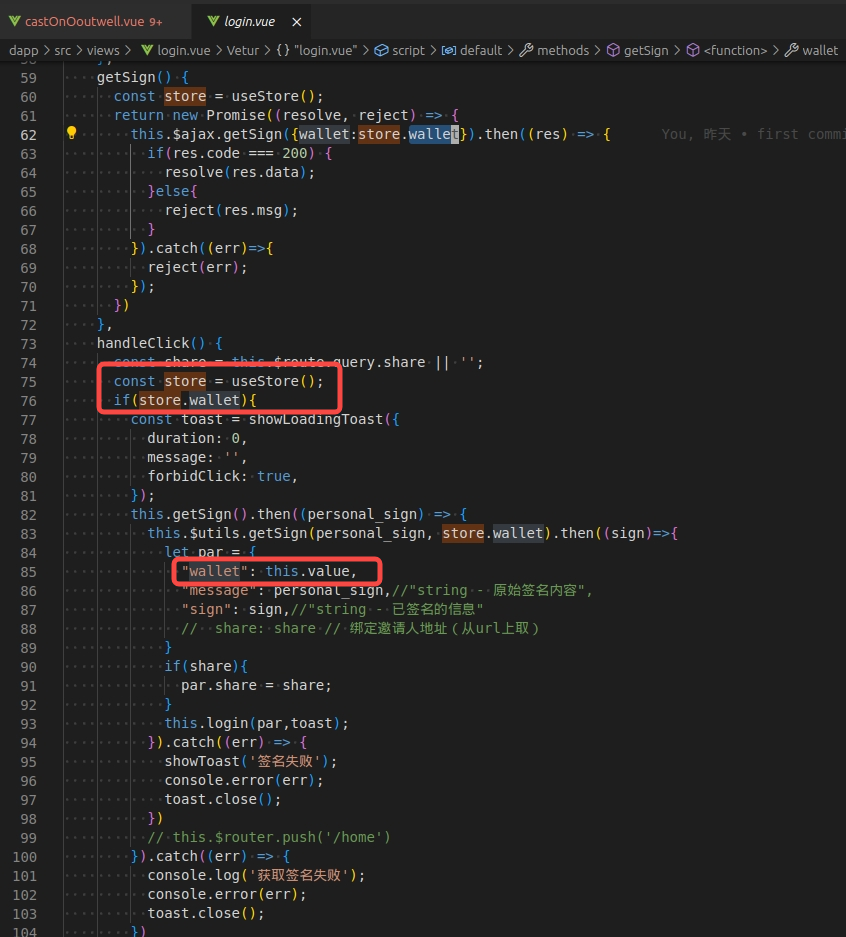 castOnOoutwell.vue 9+ login.vue
dapp > src > views > login.vue > Vetur > {} "login.vue" > script > default > methods > getSign > <function> > wallet
59 getSign() {
60 const store = useStore();
61 return new Promise((resolve, reject) => {
62 this.$ajax.getSign({wallet:store.wallet}).then((res) => { You, 昨天 • first commi
63 if(res.code === 200) {
64 resolve(res.data);
65 }else{
66 reject(res.msg);
67 }
68 }).catch((err)=>{
69 reject(err);
70 });
71 })
72 },
73 handleClick() {
74 const share = this.$route.query.share || '';
75 const store = useStore();
76 if(store.wallet){
77 const toast = showLoadingToast({
78 duration: 0,
79 message: '',
80 forbidClick: true,
81 });
82 this.getSign().then((personal_sign) => {
83 this.$utils.getSign(personal_sign, store.wallet).then((sign)=>{
84 let par = {
85 "wallet": this.value,
86 "message": personal_sign,//"string - 原始签名内容",
87 "sign": sign,//"string - 已签名的信息"
88 // share: share // 绑定邀请人地址（从url上取）
89 }
90 if(share){
91 par.share = share;
92 }
93 this.login(par,toast);
94 }).catch((err) => {
95 showToast('签名失败');
96 console.error(err);
97 toast.close();
98 })
99 // this.$router.push('/home')
100 }).catch((err) => {
101 console.log('获取签名失败');
102 console.error(err);
103 toast.close();
104 })